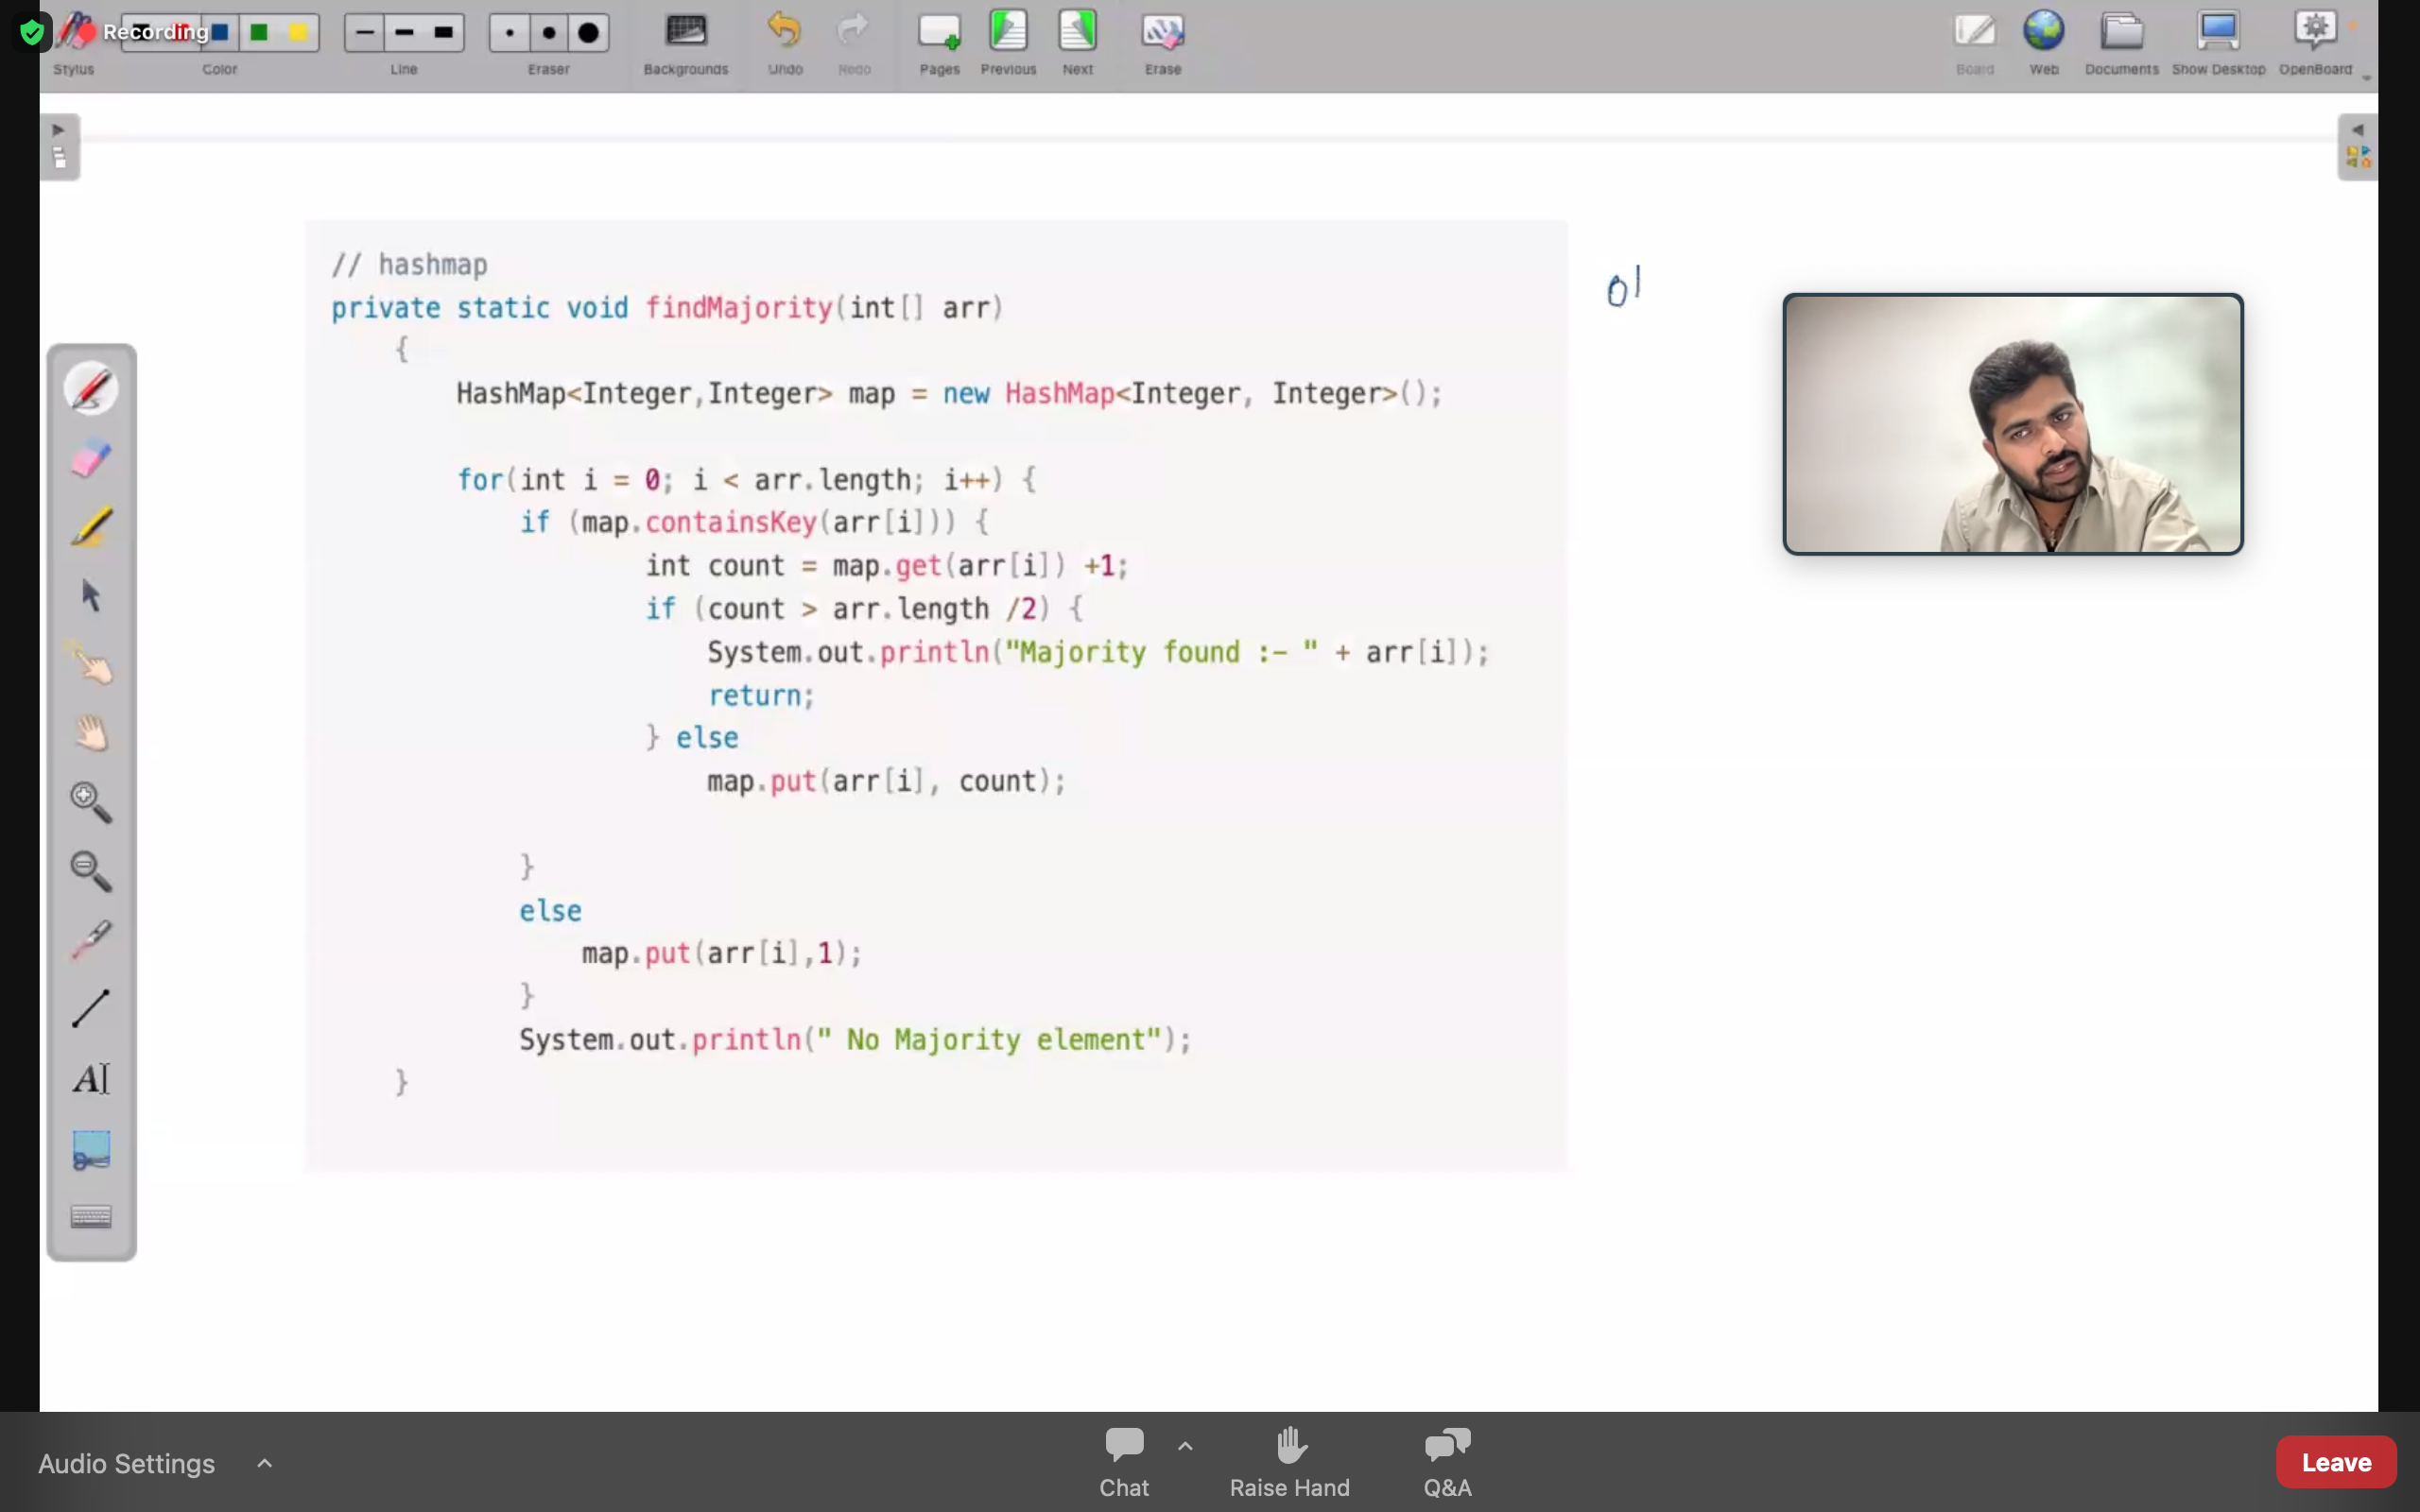 Recording
Stylus Color Line Eraser Backgrounds Undo Redo Pages Previous Next Erase Board Web Documents Show Desktop OpenBoard
// hashmap
private static void findMajority(int[] arr)
{
HashMap<Integer,Integer> map = new HashMap<Integer, Integer>();
for(int i = 0; i < arr.length; i++) {
if (map.containsKey(arr[i])) {
int count = map.get(arr[i]) +1;
if (count > arr.length /2) {
System.out.println("Majority found :- " + arr[i]);
return;
} else
map.put(arr[i], count);
}
else
map.put(arr[i],1);
}
System.out.println(" No Majority element");
}
AI
Audio Settings
Chat Raise Hand Q&A
Leave